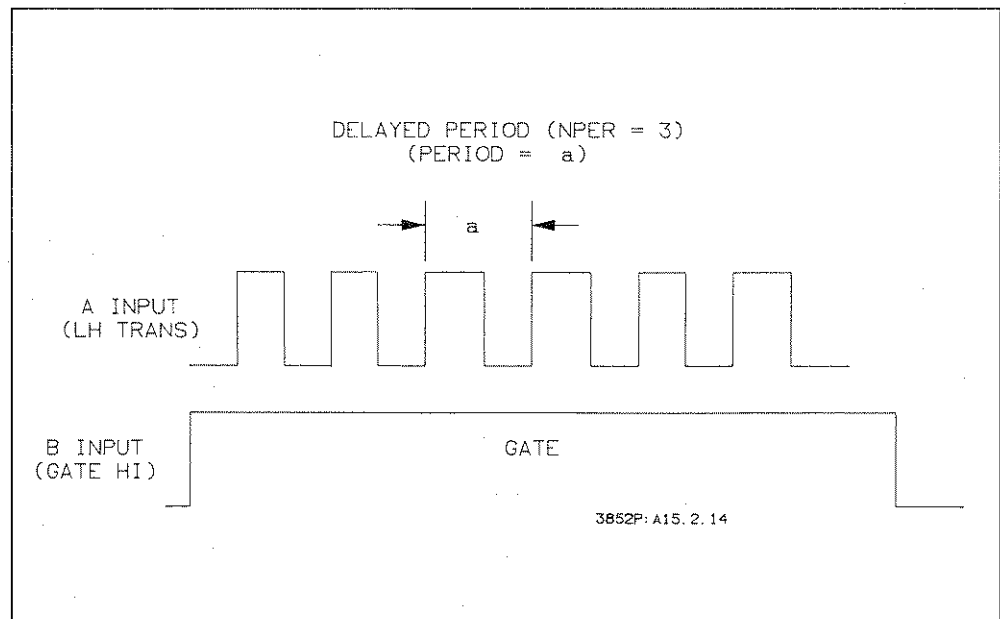 DELAYED PERIOD (NPER = 3)
(PERIOD = a)
a
A INPUT
(LH TRANS)
B INPUT
(GATE HI)
GATE
3852P:A15.2.14